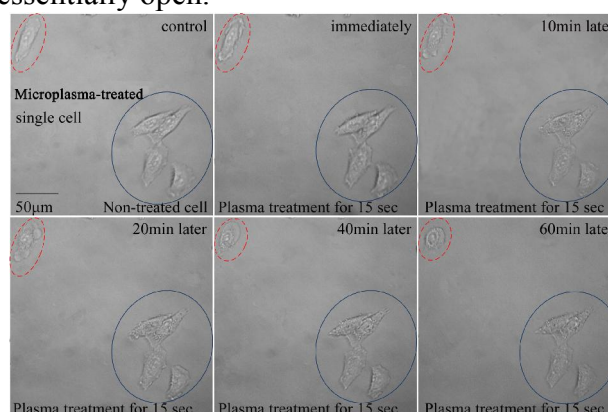 essentially open.
control
immediately
10min late
Microplasma-treated
single cell
50μm
Non-treated cell
Plasma treatment for 15 sec
Plasma treatment for 15 sec
20min later
40min later
60min later
Plasma treatment for 15 sec
Plasma treatment for 15 sec
Plasma treatment for 15 sec